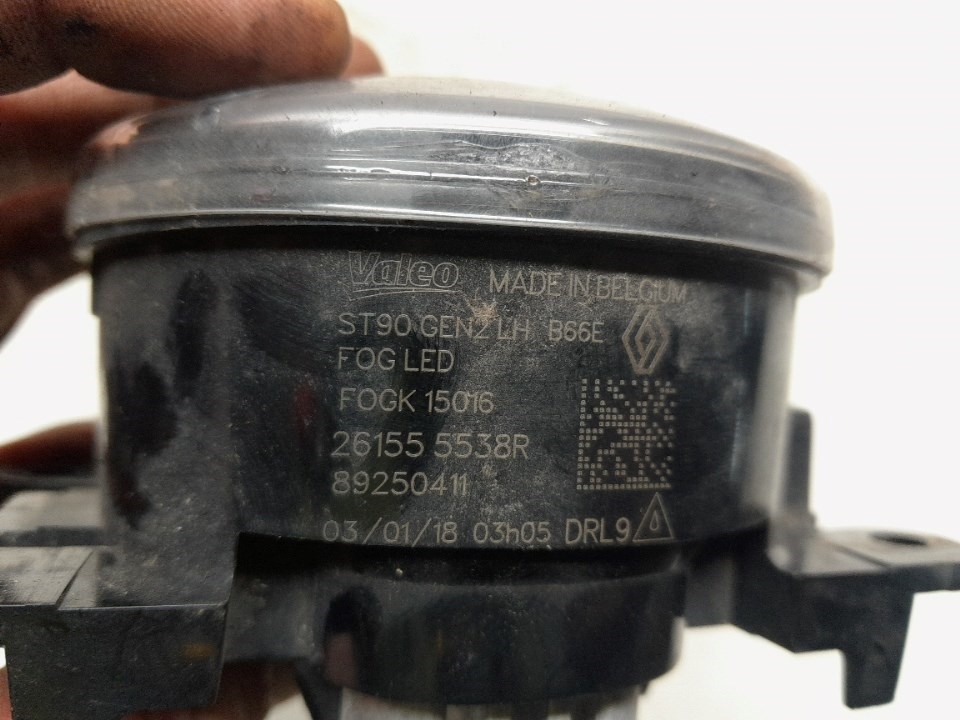 Valeo MADE IN BELGIUM
ST90 GEN2 LH B66E
FOG LED
FOGK 15016
26155 5538R
89250411
03/01/18 03h05 DRL9